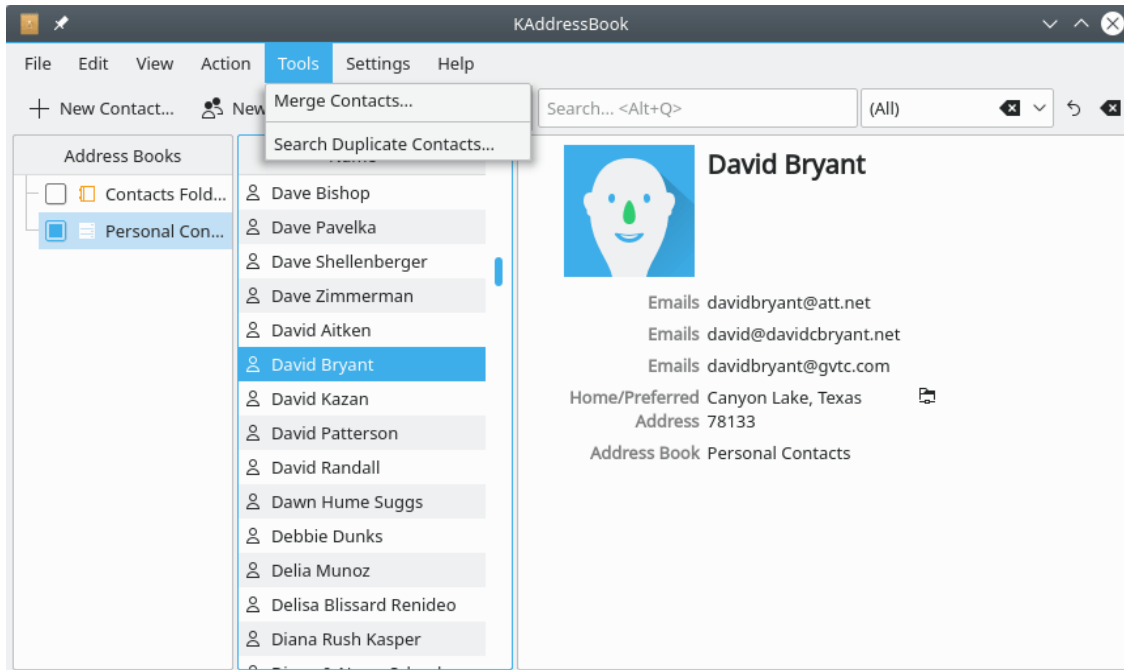 KAddressBook
File Edit View Action Tools Settings Help
New Contact... New Search... <Alt+Q> (All)
Merge Contacts...
Search Duplicate Contacts...
Address Books
Contacts Fold...
Personal Con...
Name
Dave Bishop
Dave Pavelka
Dave Shellenberger
Dave Zimmerman
David Aitken
David Bryant
David Kazan
David Patterson
David Randall
Dawn Hume Suggs
Debbie Dunks
Delia Munoz
Delisa Blissard Renideo
Diana Rush Kasper
David Bryant
Emails davidbryant@att.net
Emails david@davidcbryant.net
Emails davidbryant@gvtc.com
Home/Preferred Canyon Lake, Texas
Address 78133
Address Book Personal Contacts